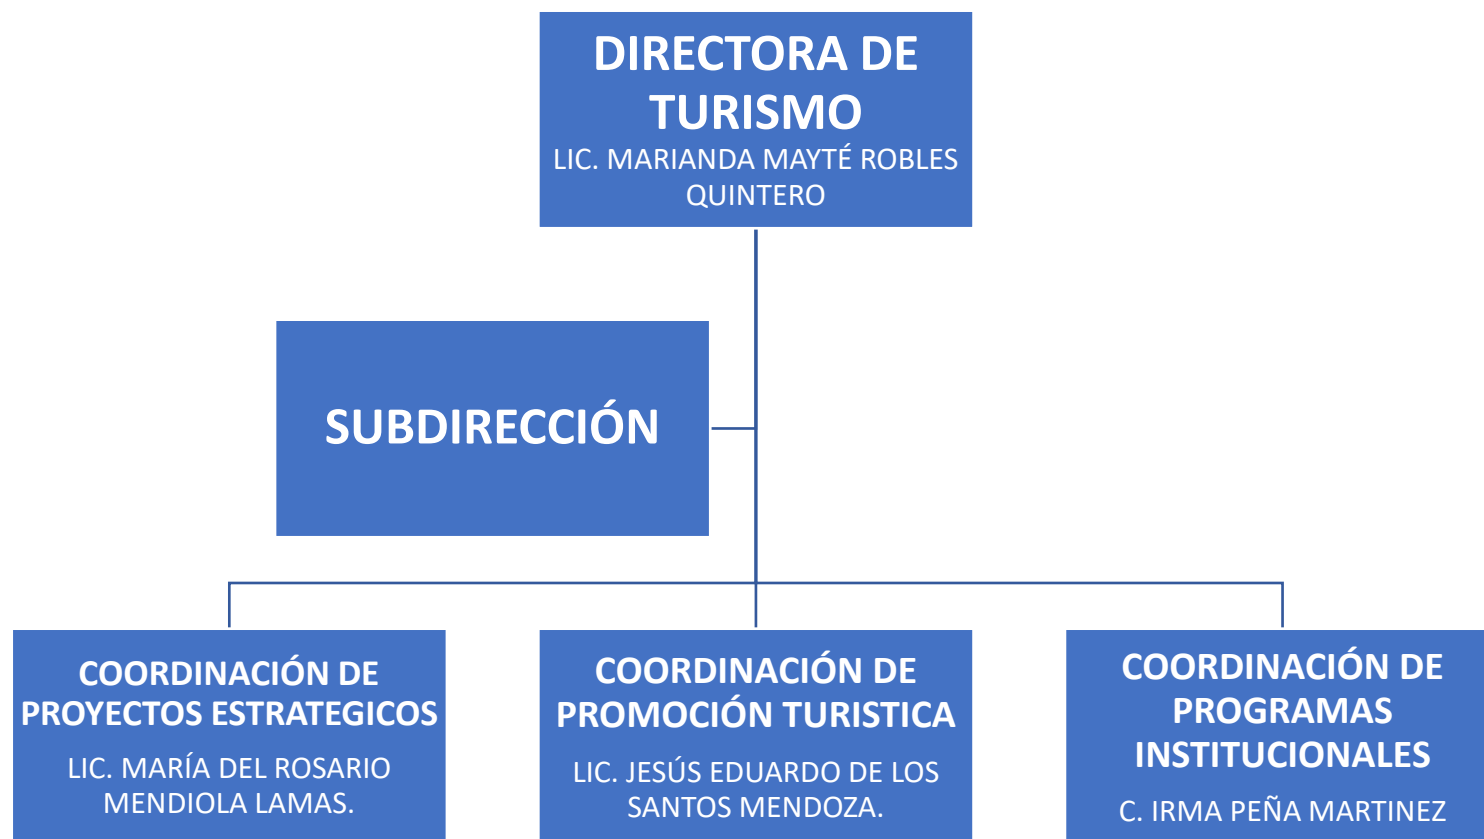 DIRECTORA DE
TURISMO
LIC. MARIANDA MAYTÉ ROBLES
QUINTERO
SUBDIRECCIÓN
COORDINACIÓN DE
PROYECTOS ESTRATEGICOS
LIC. MARÍA DEL ROSARIO
MENDIOLA LAMAS.
COORDINACIÓN DE
PROMOCIÓN TURISTICA
LIC. JESÚS EDUARDO DE LOS
SANTOS MENDOZA.
COORDINACIÓN DE
PROGRAMAS
INSTITUCIONALES
C. IRMA PEÑA MARTINEZ